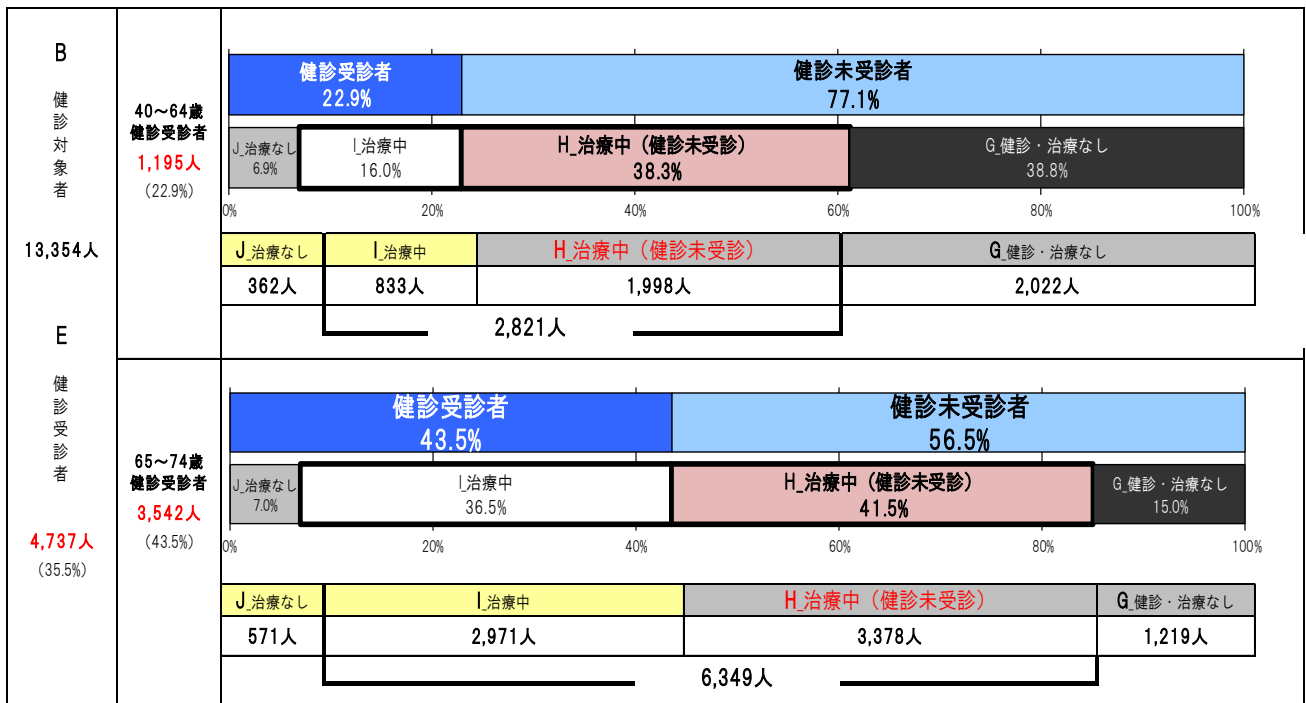 B
健診対象者
13,354人
E
健診受診者
4,737人
(35.5%)
40～64歳
健診受診者
1,195人
(22.9%)
健診受診者
22.9%
健診未受診者
77.1%
J_治療なし
6.9%
I_治療中
16.0%
H_治療中（健診未受診）
38.3%
G_健診・治療なし
38.8%
0% 20% 40% 60% 80% 100%
J_治療なし I_治療中 H_治療中（健診未受診） G_健診・治療なし
362人 833人 1,998人 2,022人
2,821人
65～74歳
健診受診者
3,542人
(43.5%)
健診受診者
43.5%
健診未受診者
56.5%
J_治療なし
7.0%
I_治療中
36.5%
H_治療中（健診未受診）
41.5%
G_健診・治療なし
15.0%
0% 20% 40% 60% 80% 100%
J_治療なし I_治療中 H_治療中（健診未受診） G_健診・治療なし
571人 2,971人 3,378人 1,219人
6,349人